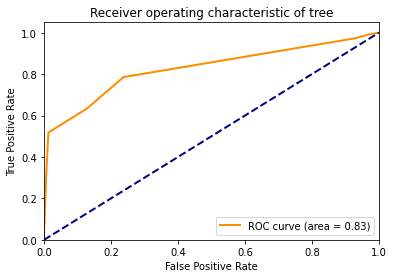 Receiver operating characteristic of tree
True Positive Rate
1.0
0.8
0.6
0.4
0.2
0.0
ROC curve (area = 0.83)
0.0 0.2 0.4 0.6 0.8 1.0
False Positive Rate